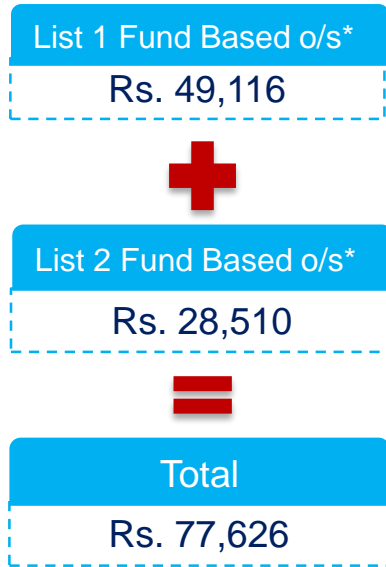 List 1 Fund Based o/s*
Rs. 49,116
List 2 Fund Based o/s*
Rs. 28,510
Total
Rs. 77,626